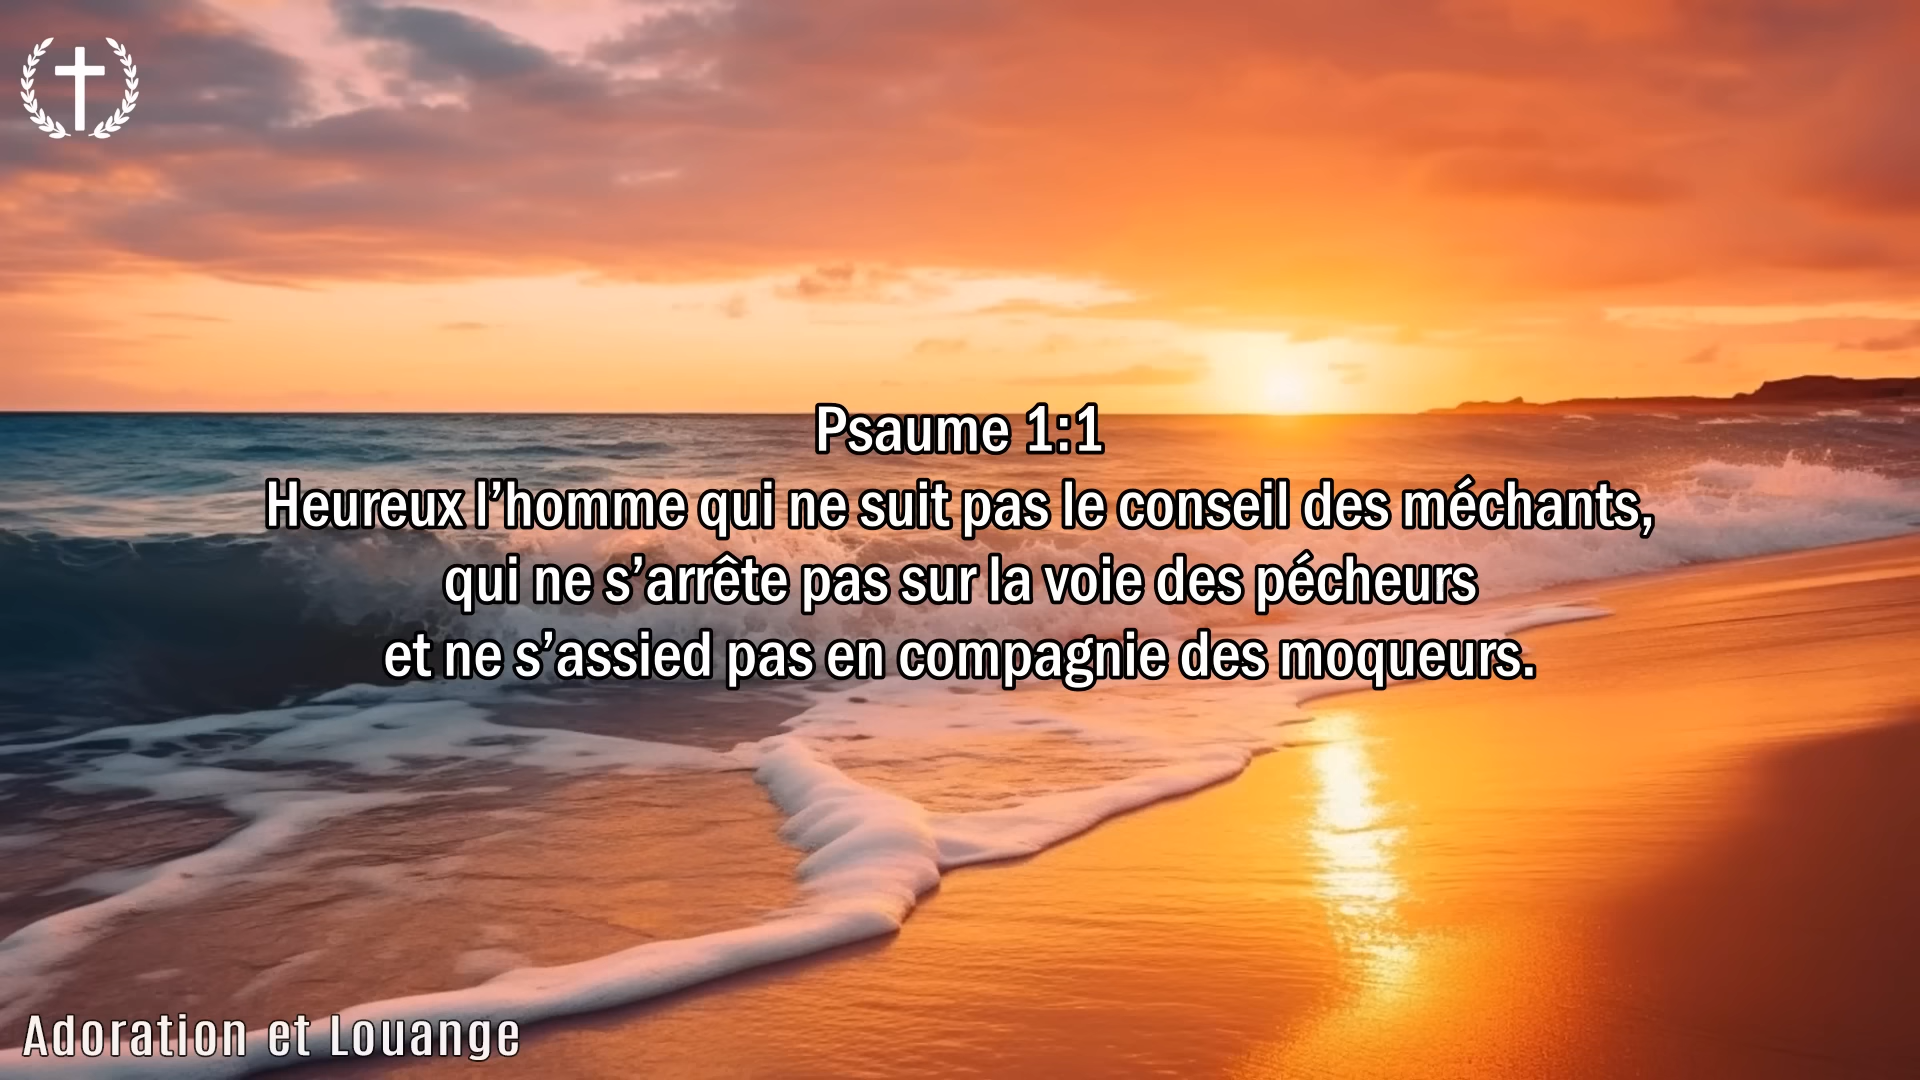 Psaume 1:1
Heureux l’homme qui ne suit pas le conseil des méchants,
qui ne s’arrête pas sur la voie des pécheurs
et ne s’assied pas en compagnie des moqueurs.
Adoration et Louange